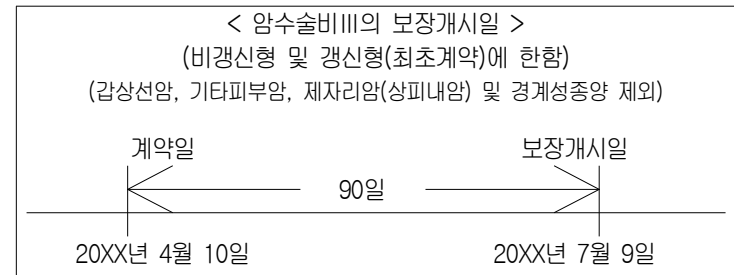 < 암수술비Ⅲ의 보장개시일 >
(비갱신형 및 갱신형(최초계약)에 한함)
(갑상선암, 기타피부암, 제자리암(상피내암) 및 경계성종양 제외)
계약일 보장개시일
90일
20XX년 4월 10일 20XX년 7월 9일